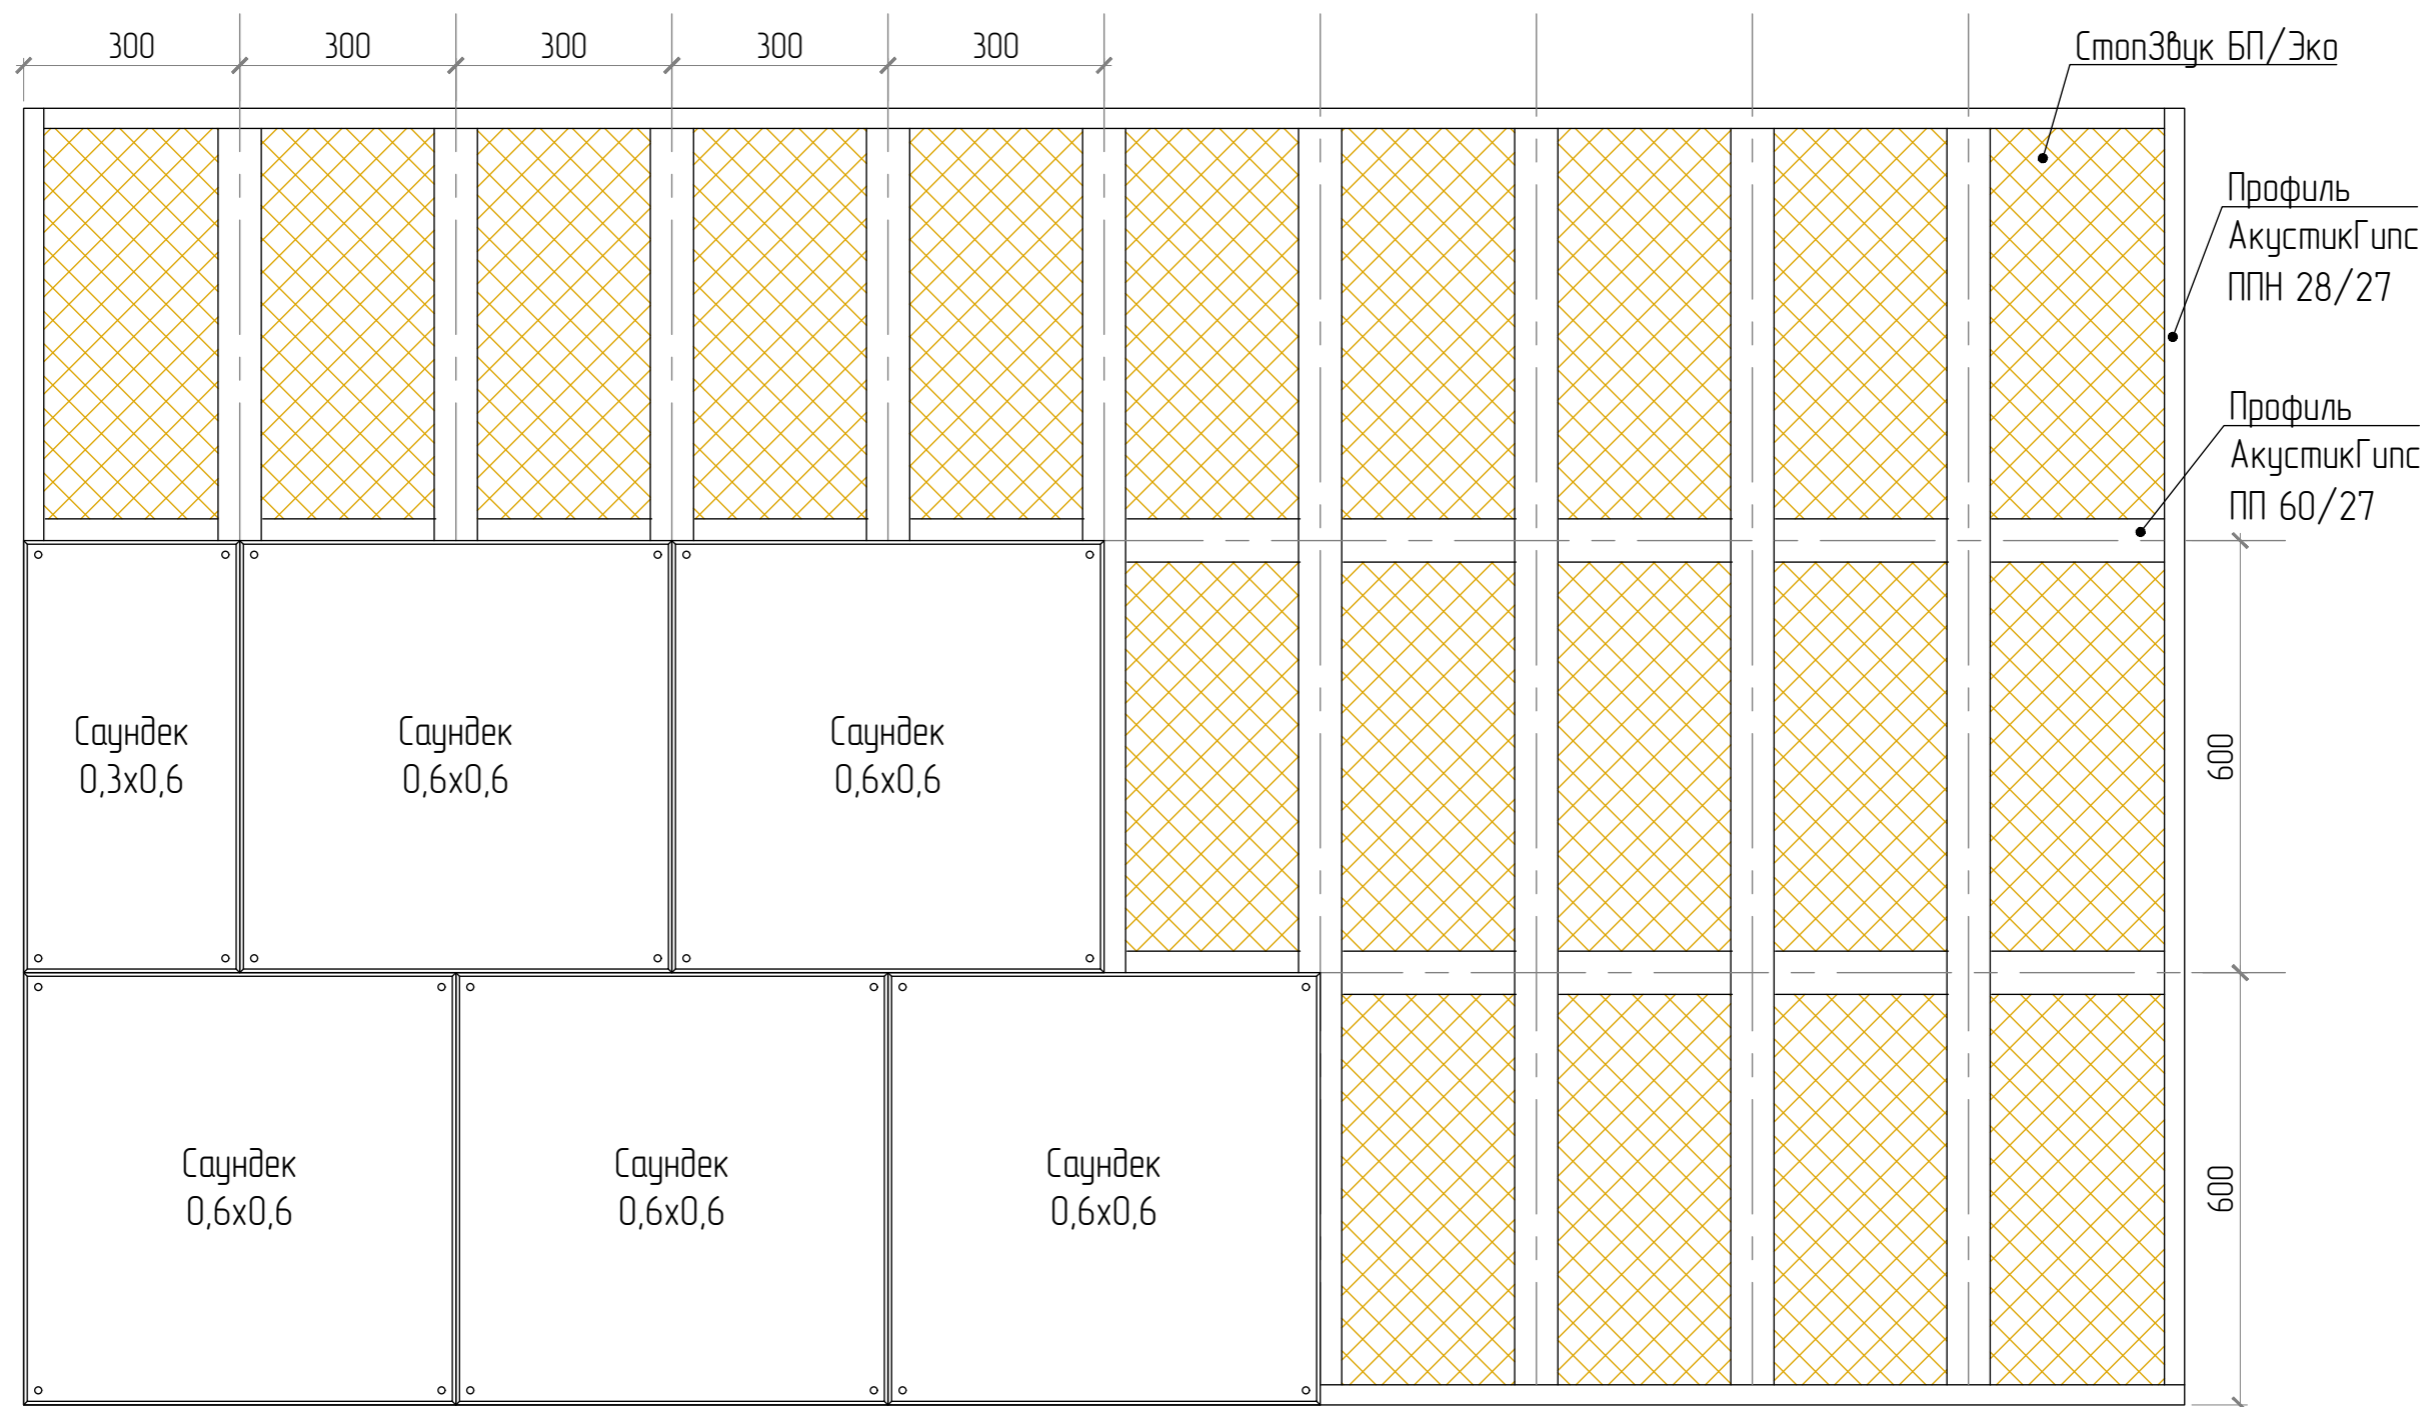 300 300 300 300 300
СтопЗвук БП/Эко
Профиль
АкустикГипс
ППН 28/27
Профиль
АкустикГипс
ПП 60/27
Саундек
0,3х0,6
Саундек
0,6х0,6
Саундек
0,6х0,6
600
Саундек
0,6х0,6
Саундек
0,6х0,6
Саундек
0,6х0,6
600